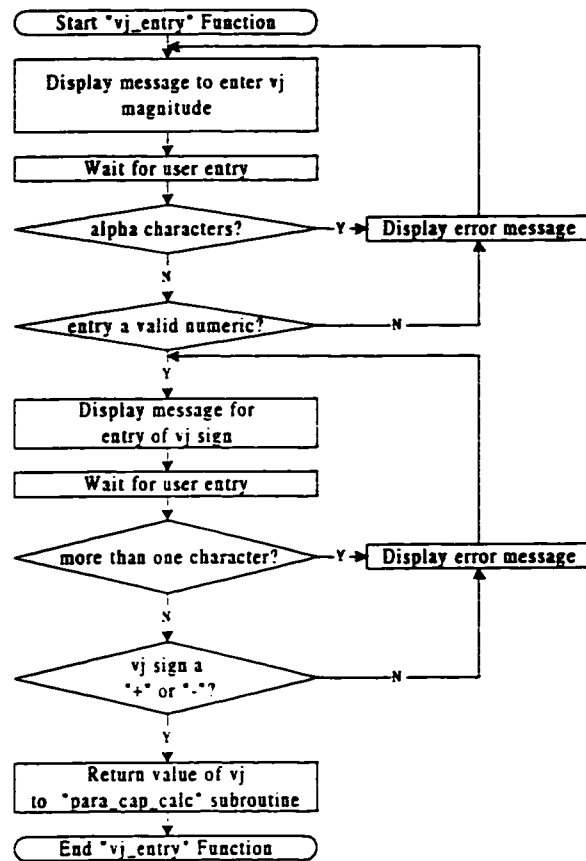 Start "vj_entry" Function
Display message to enter vj
magnitude
Wait for user entry
alpha characters?
Y
Display error message
N
entry a valid numeric?
N
Y
Display message for
entry of vj sign
Wait for user entry
more than one character?
Y
Display error message
N
vj sign a
"+" or "-"?
N
Y
Return value of vj
to "para_cap_calc" subroutine
End "vj_entry" Function